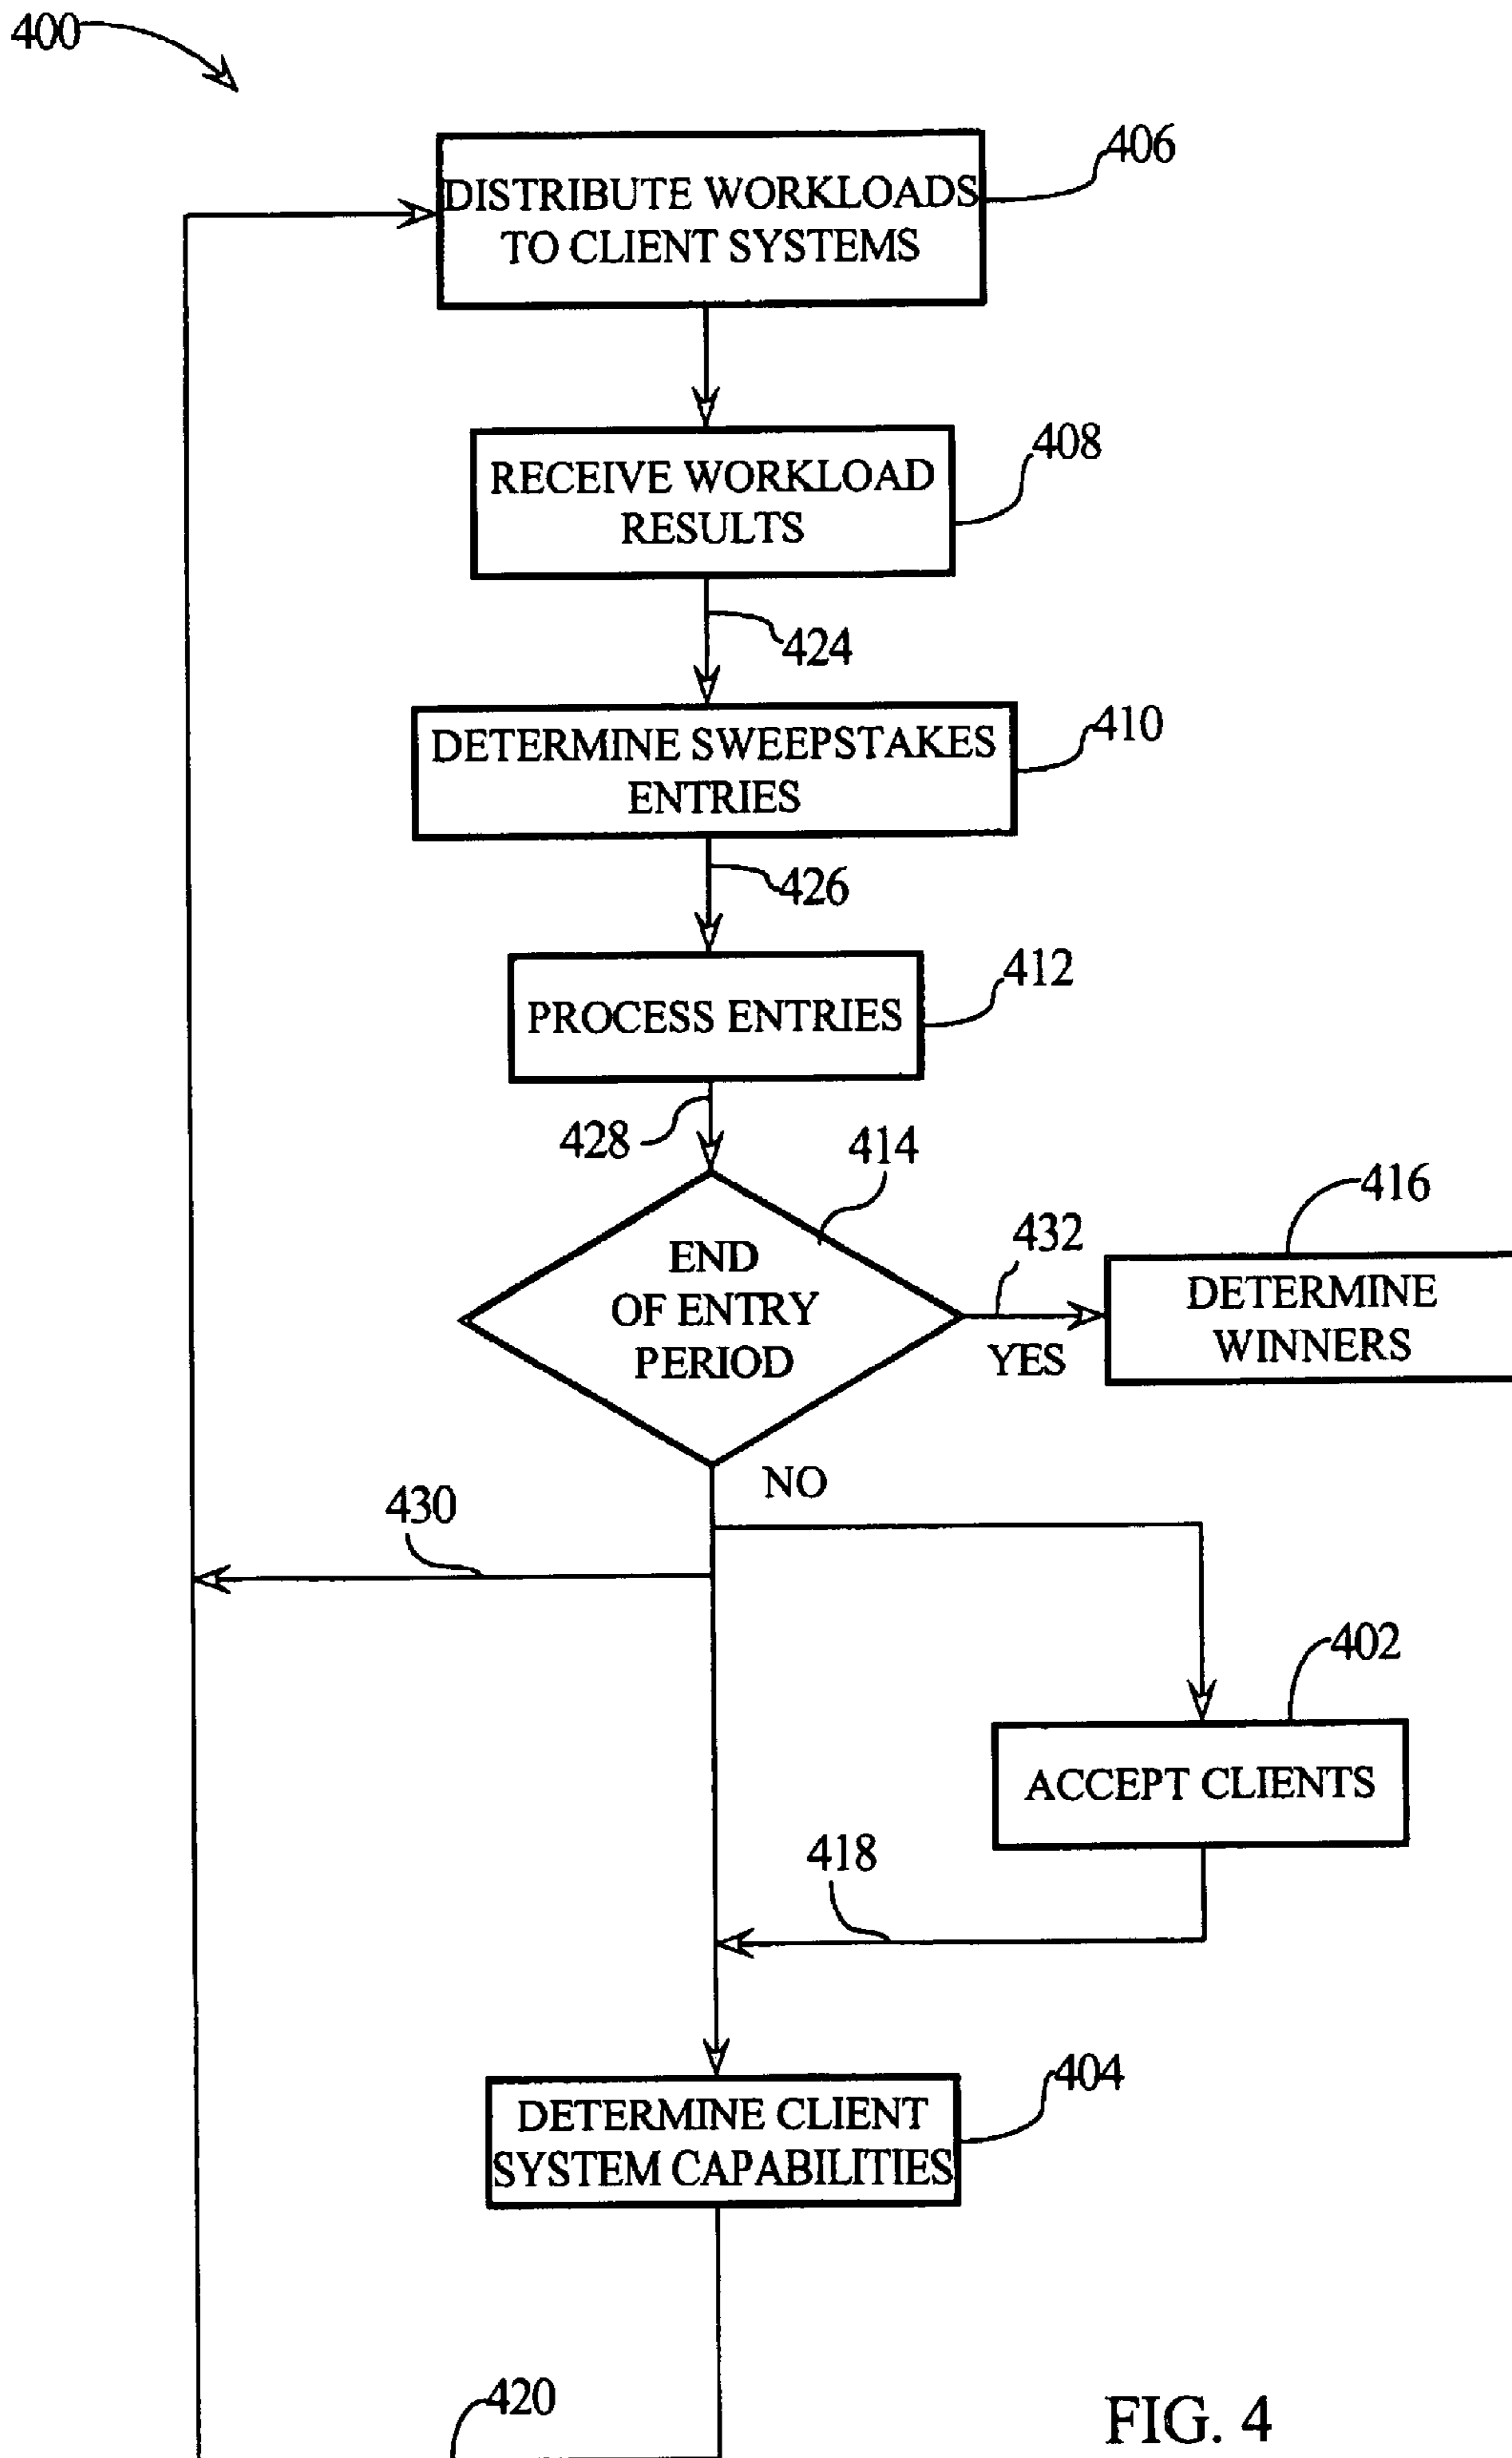 400
406
DISTRIBUTE WORKLOADS
TO CLIENT SYSTEMS
408
RECEIVE WORKLOAD
RESULTS
424
410
DETERMINE SWEEPSTAKES
ENTRIES
426
412
PROCESS ENTRIES
428
414
END
OF ENTRY
PERIOD
432
YES
416
DETERMINE
WINNERS
NO
430
402
ACCEPT CLIENTS
418
404
DETERMINE CLIENT
SYSTEM CAPABILITIES
420
FIG. 4